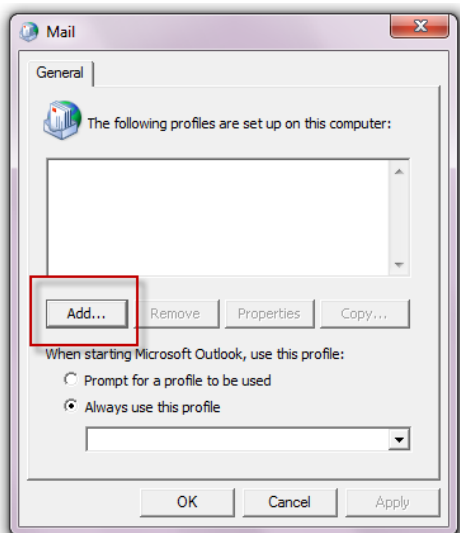 Mail
General
The following profiles are set up on this computer:
Add... Remove Properties Copy...
When starting Microsoft Outlook, use this profile:
Prompt for a profile to be used
Always use this profile
OK Cancel Apply